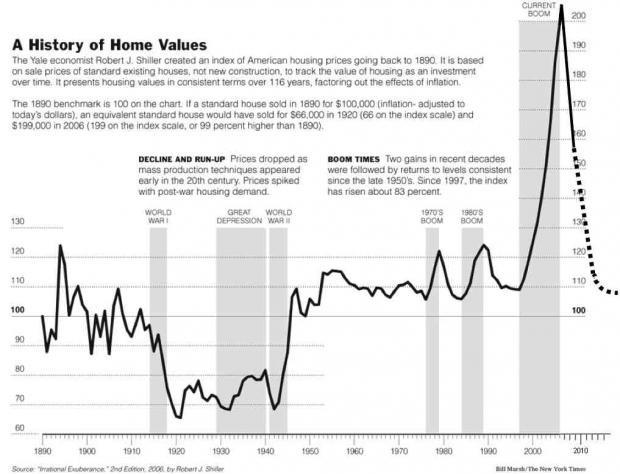 CURRENT
BOOM
A History of Home Values
The Yale economist Robert J. Shiller created an index of American housing prices going back to 1890. It is based
on sale prices of standard existing houses, not new construction, to track the value of housing as an investment
over time. It presents housing values in consistent terms over 116 years, factoring out the effects of inflation.
The 1890 benchmark is 100 on the chart. If a standard house sold in 1890 for $100,000 (inflation- adjusted to
today's dollars), an equivalent standard house would have sold for $66,000 in 1920 (66 on the index scale) and
$199,000 in 2006 (199 on the index scale, or 99 percent higher than 1890).
DECLINE AND RUN-UP Prices dropped as
mass production techniques appeared
early in the 20th century. Prices spiked
with post-war housing demand.
BOOM TIMES Two gains in recent decades
were followed by returns to levels consistent
since the late 1950's. Since 1997, the index
has risen about 83 percent.
WORLD
WAR I
GREAT
DEPRESSION
WORLD
WAR II
1970'S
BOOM
1980'S
BOOM
200
190
180
170
160
150
140
130
120
110
100
130
120
110
100
90
80
70
60
1890 1900 1910 1920 1930 1940 1950 1960 1970 1980 1990 2000 2010
Source: "Irrational Exuberance," 2nd Edition, 2006, by Robert J. Shiller
Bill Marsh/The New York Times